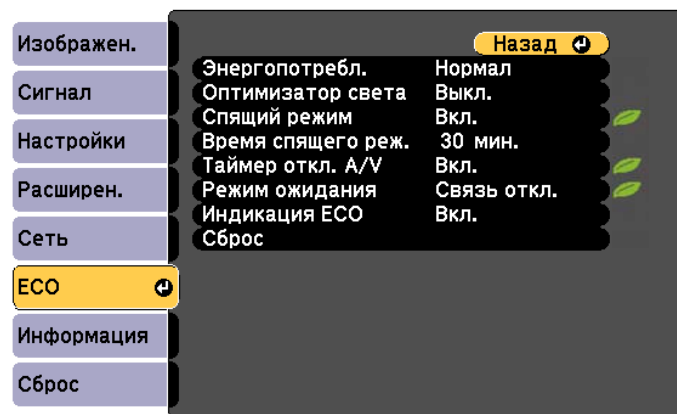 Изображен.
Сигнал
Настройки
Расширен.
Сеть
ECO
Информация
Сброс
Назад
Энергопотребл. Нормал
Оптимизатор света Выкл.
Спящий режим Вкл.
Время спящего реж. 30 мин.
Таймер откл. A/V Вкл.
Режим ожидания Связь откл.
Индикация ECO Вкл.
Сброс